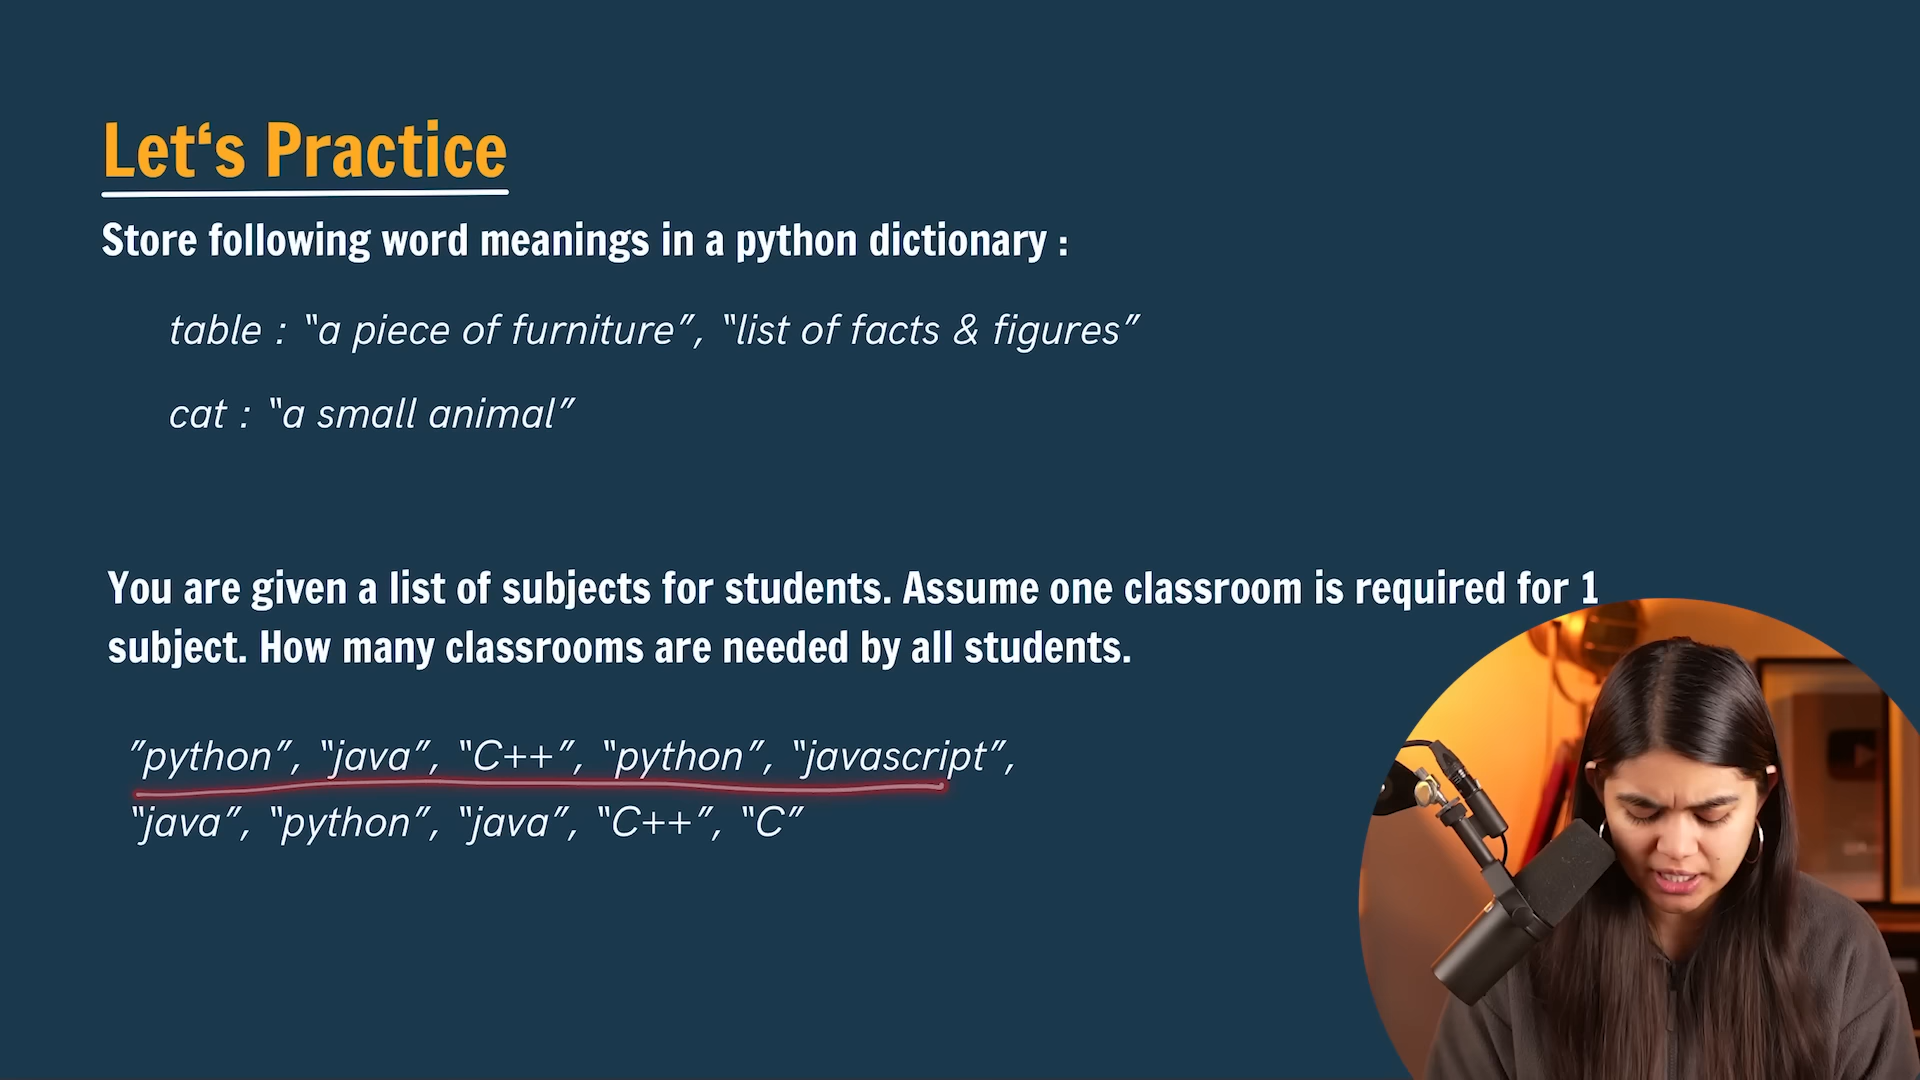 Let‘s Practice
Store following word meanings in a python dictionary :
table : “a piece of furniture”, “list of facts & figures”
cat : “a small animal”
You are given a list of subjects for students. Assume one classroom is required for 1
subject. How many classrooms are needed by all students.
”python”, “java”, “C++”, “python”, “javascript”,
“java”, “python”, “java”, “C++”, “C”